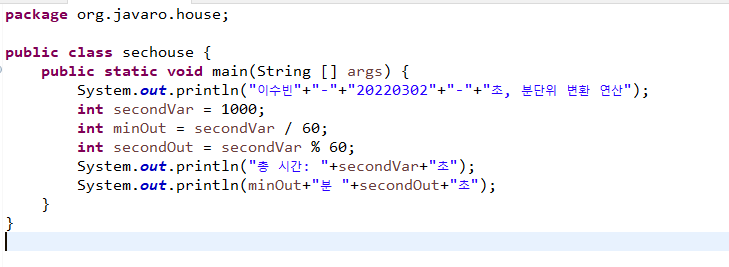 package org.javaro.house;
public class sechouse {
public static void main(String [] args) {
System.out.println("이수빈"+"-"+"20220302"+"-"+"초, 분단위 변환 연산");
int secondVar = 1000;
int minOut = secondVar / 60;
int secondOut = secondVar % 60;
System.out.println("총 시간: "+secondVar+"초");
System.out.println(minOut+"분 "+secondOut+"초");
}
}